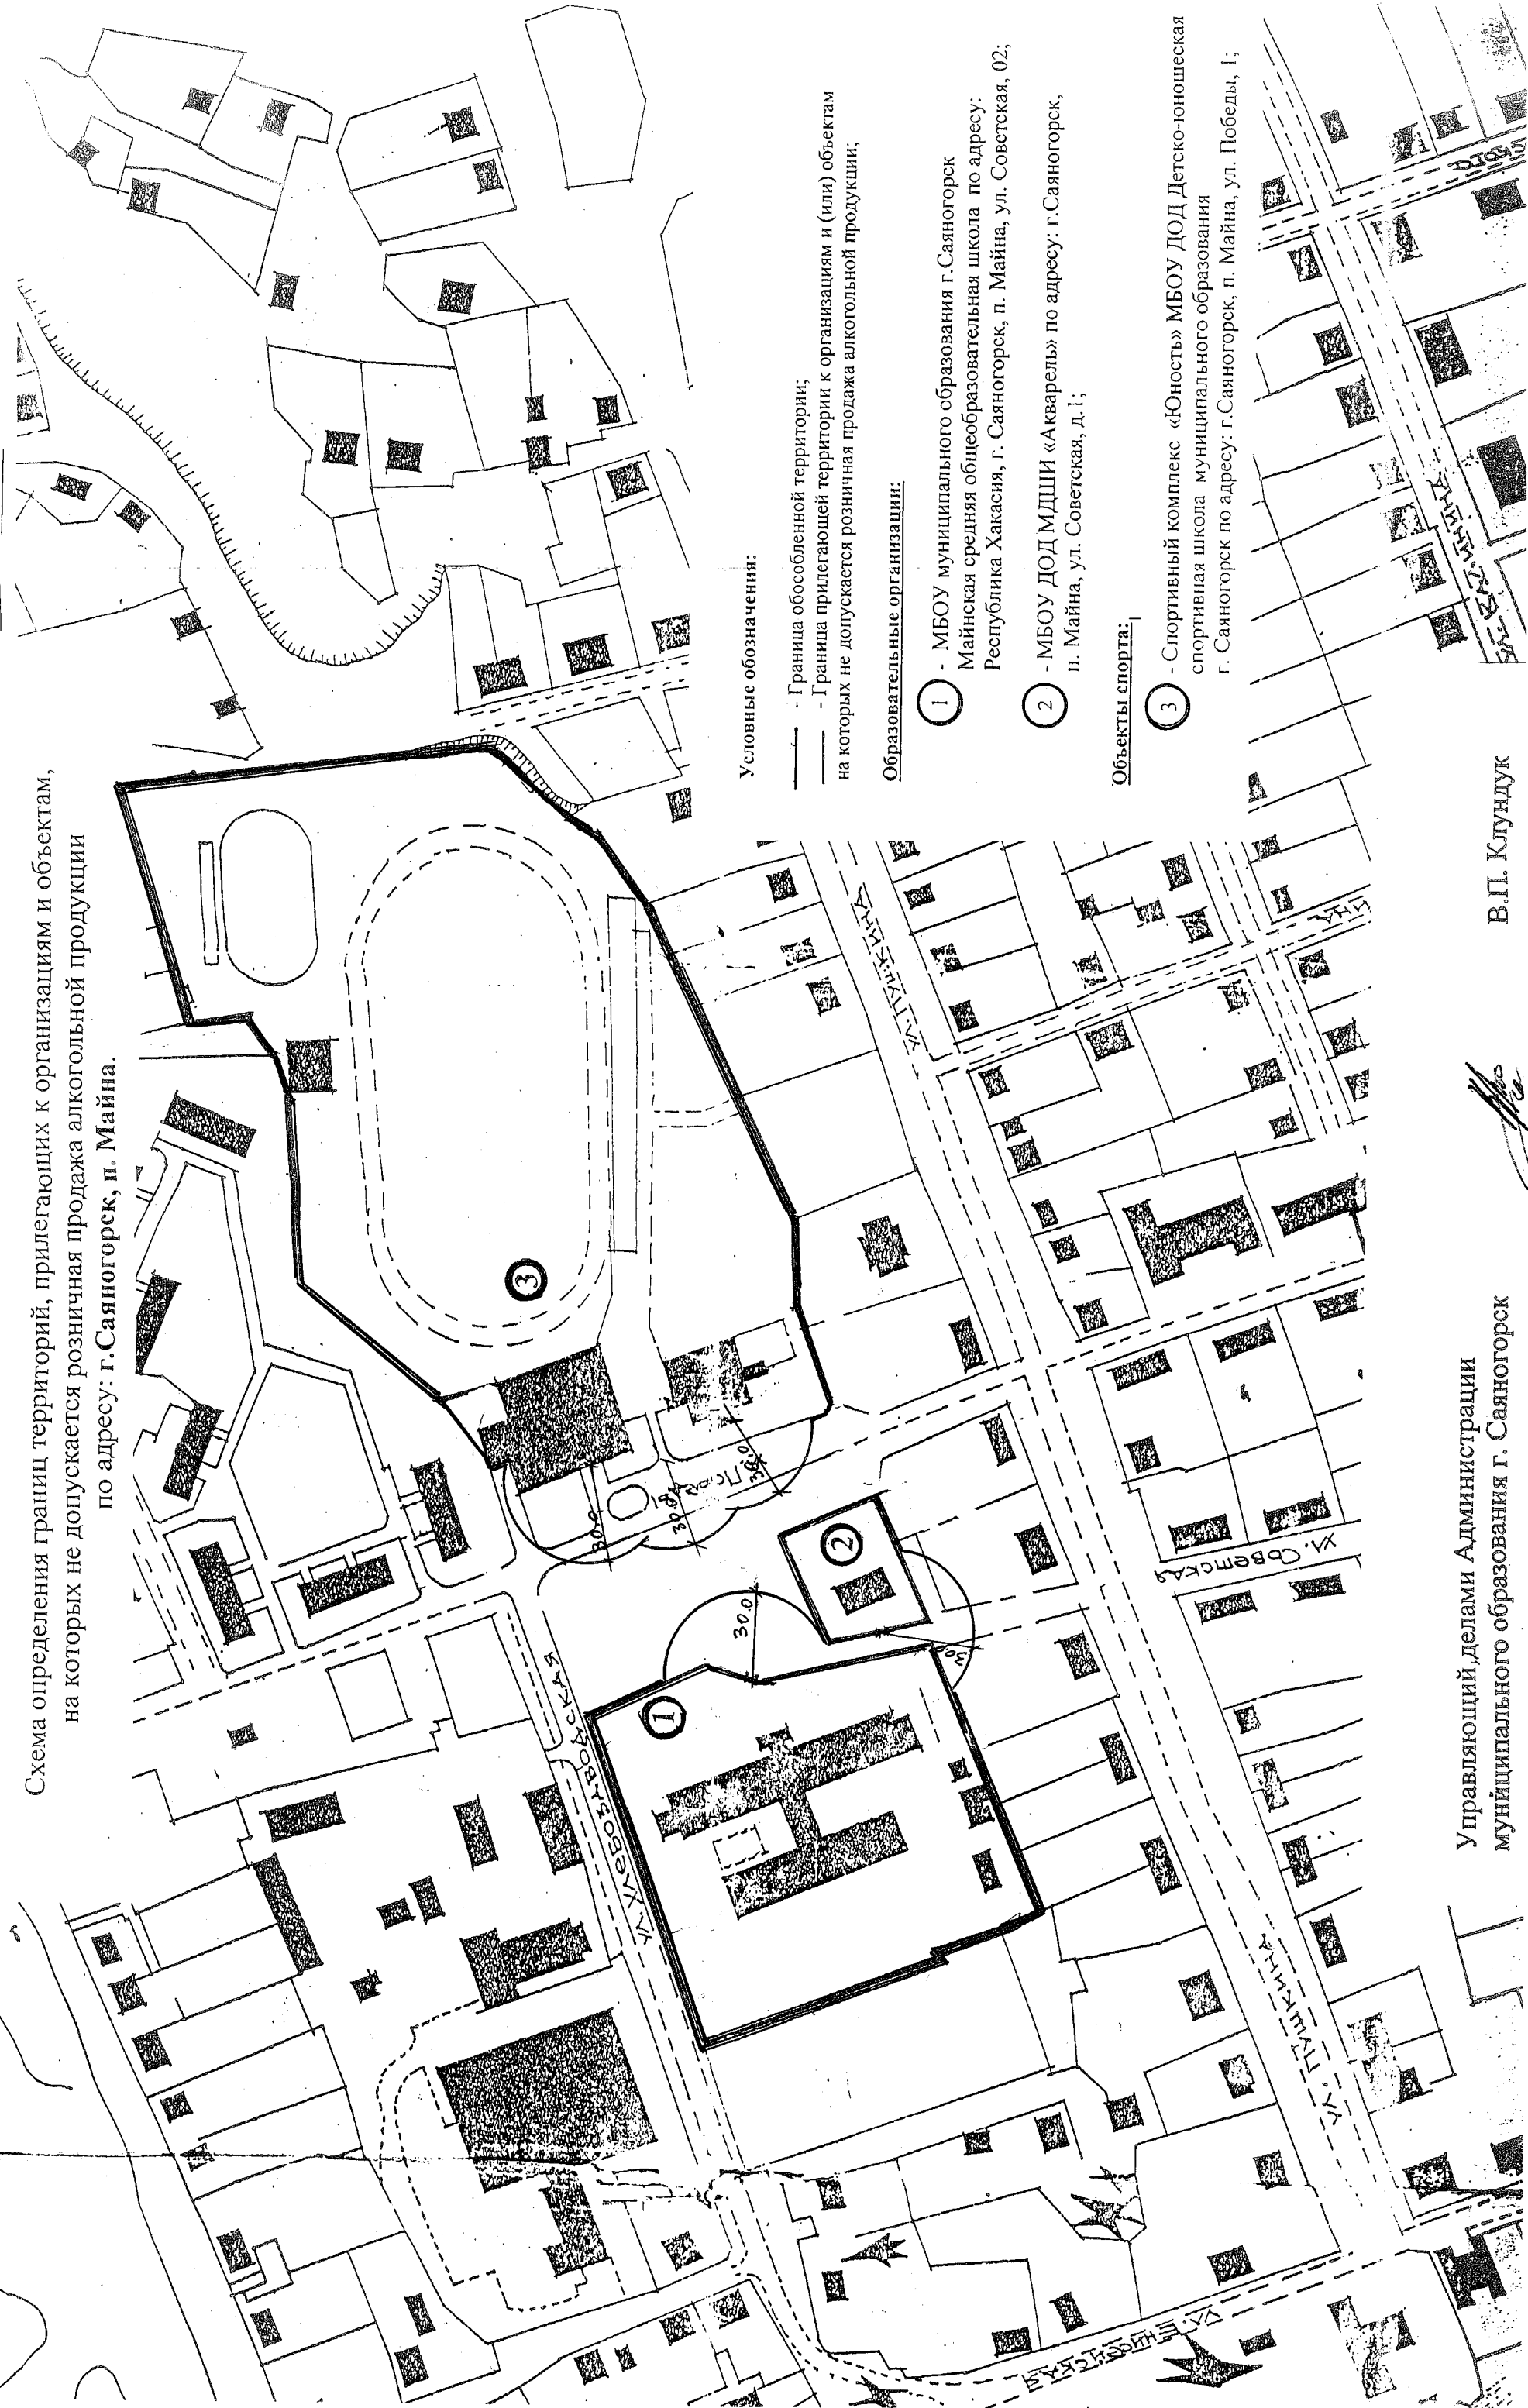 Схема определения границ территорий, прилегающих к организациям и объектам,
на которых не допускается розничная продажа алкогольной продукции
по адресу: г.Саяногорск, п. Майна.
Условные обозначения:
- Граница обособленной территории;
- Граница прилегающей территории к организациям и (или) объектам
на которых не допускается розничная продажа алкогольной продукции;
Образовательные организации:
1 - МБОУ муниципального образования г.Саяногорск
Майнская средняя общеобразовательная школа по адресу:
Республика Хакасия, г. Саяногорск, п. Майна, ул. Советская, 02;
2 - МБОУ ДОД МДШИ «Акварель» по адресу: г.Саяногорск,
п. Майна, ул. Советская, д.1;
Объекты спорта:
3 - Спортивный комплекс «Юность» МБОУ ДОД Детско-юношеская
спортивная школа муниципального образования
г. Саяногорск по адресу: г.Саяногорск, п. Майна, ул. Победы, 1;
3
2
1
30.0
30.0
30.0
30.0
30.0
ул. Хлебозаводская
ул. Пушкина
ул. Советская
ул. Пушкина
ул. Енисейская
ул. Калинина
Управляющий делами Администрации
муниципального образования г. Саяногорск
В.П. Клундук